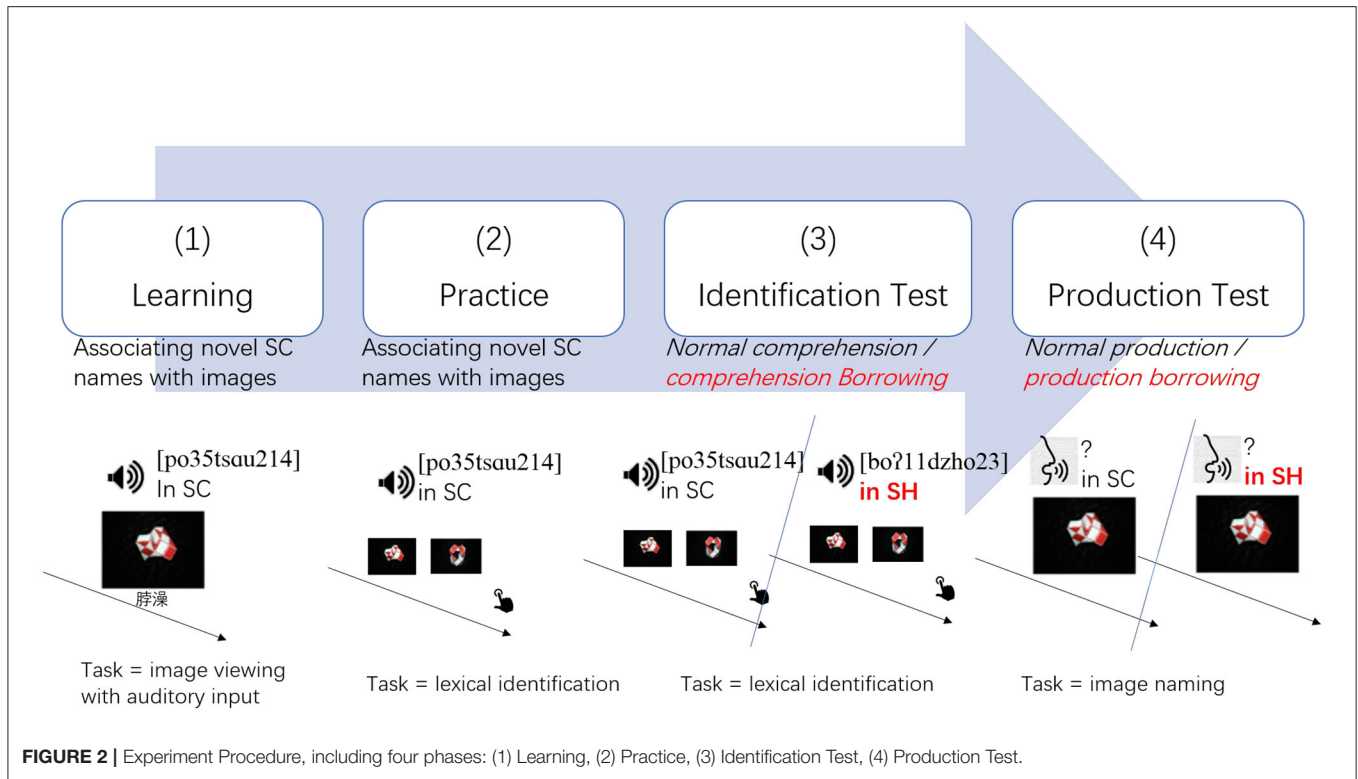 (1)
Learning
Associating novel SC
names with images
[po35tsɑu214]
In SC
脖澡
Task = image viewing
with auditory input
(2)
Practice
Associating novel SC
names with images
[po35tsɑu214]
in SC
Task = lexical identification
(3)
Identification Test
Normal comprehension /
comprehension Borrowing
[po35tsɑu214]
in SC
[bo?11dzho23]
in SH
Task = lexical identification
(4)
Production Test
Normal production /
production borrowing
?
in SC
?
in SH
Task = image naming
FIGURE 2 | Experiment Procedure, including four phases: (1) Learning, (2) Practice, (3) Identification Test, (4) Production Test.